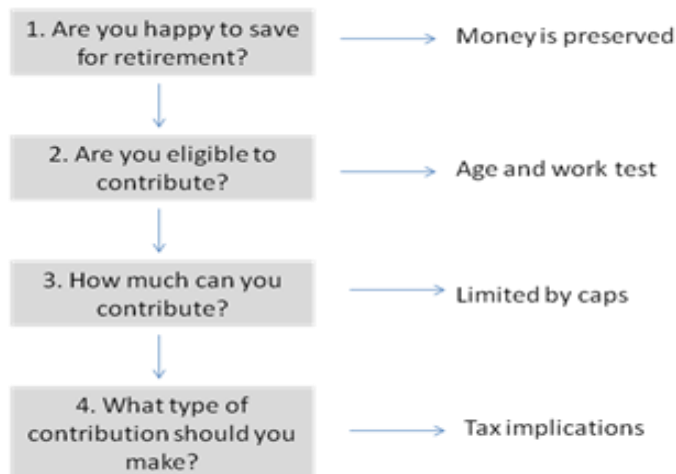 1. Are you happy to save
for retirement?
Money is preserved
2. Are you eligible to
contribute?
Age and work test
3. How much can you
contribute?
Limited by caps
4. What type of
contribution should you
make?
Tax implications